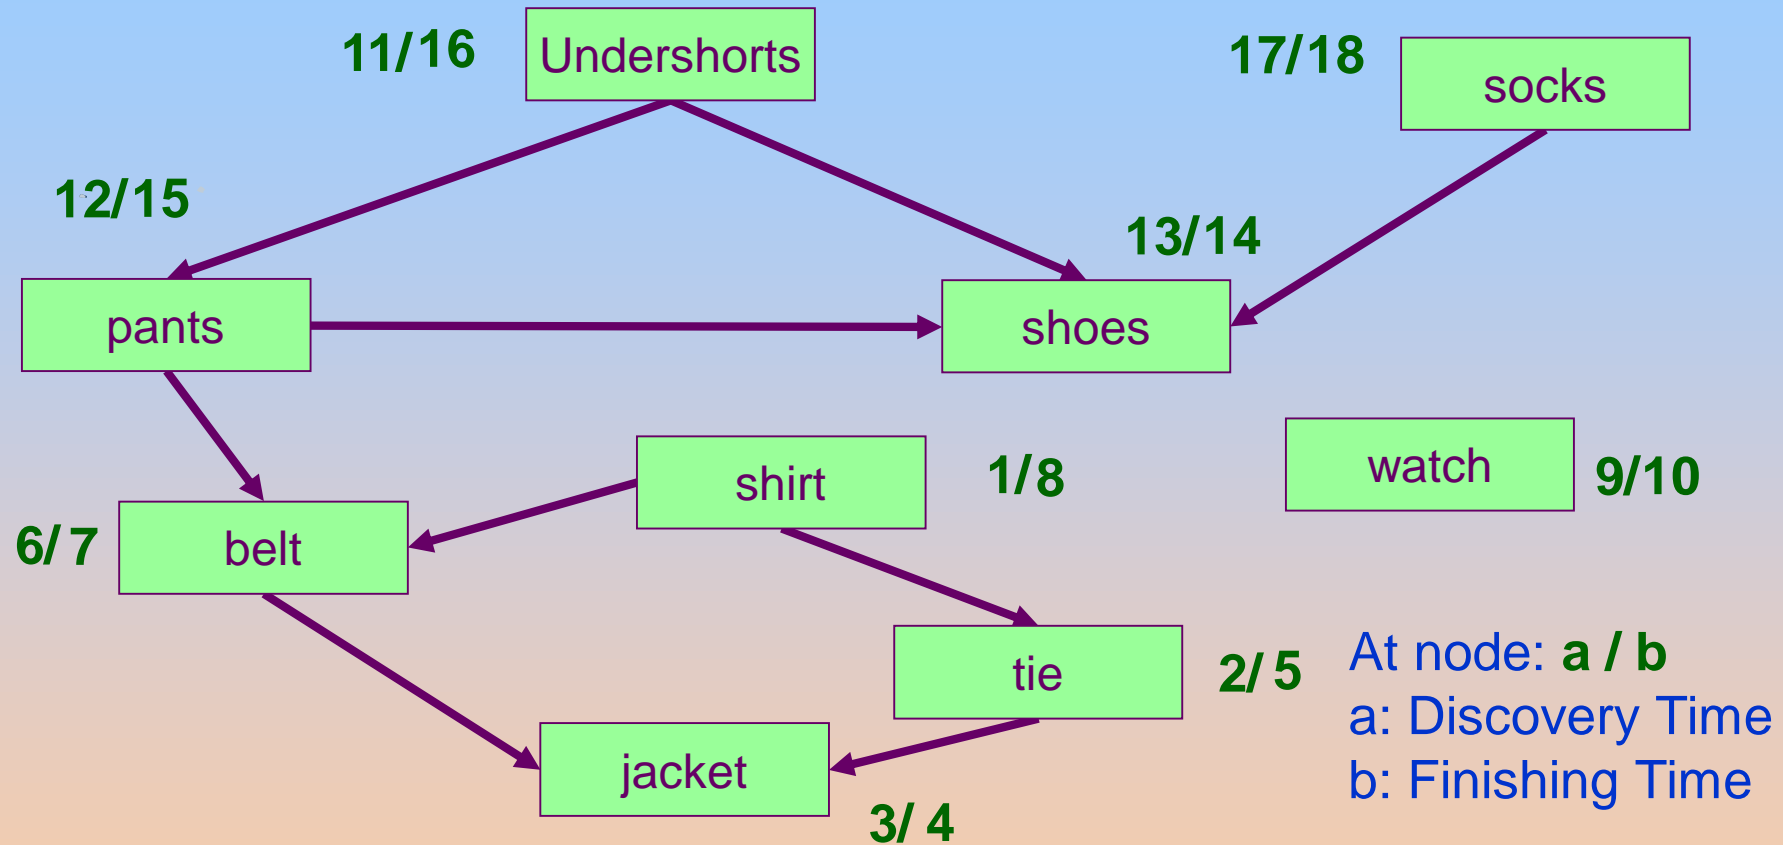 11/16
Undershorts
17/18
socks
12/15
13/14
pants
shoes
shirt
1/8
watch
9/10
6/ 7
belt
tie
2/ 5
At node: a / b
a: Discovery Time
b: Finishing Time
jacket
3/ 4